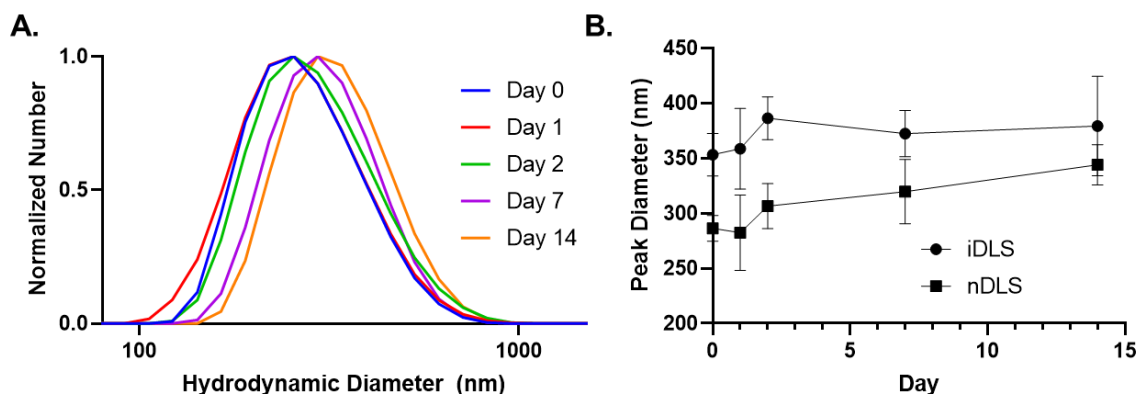 A.
Normalized Number
1.0
0.5
0.0
100
1000
Hydrodynamic Diameter (nm)
Day 0
Day 1
Day 2
Day 7
Day 14
B.
Peak Diameter (nm)
450
400
350
300
250
200
0
5
10
15
Day
iDLS
nDLS